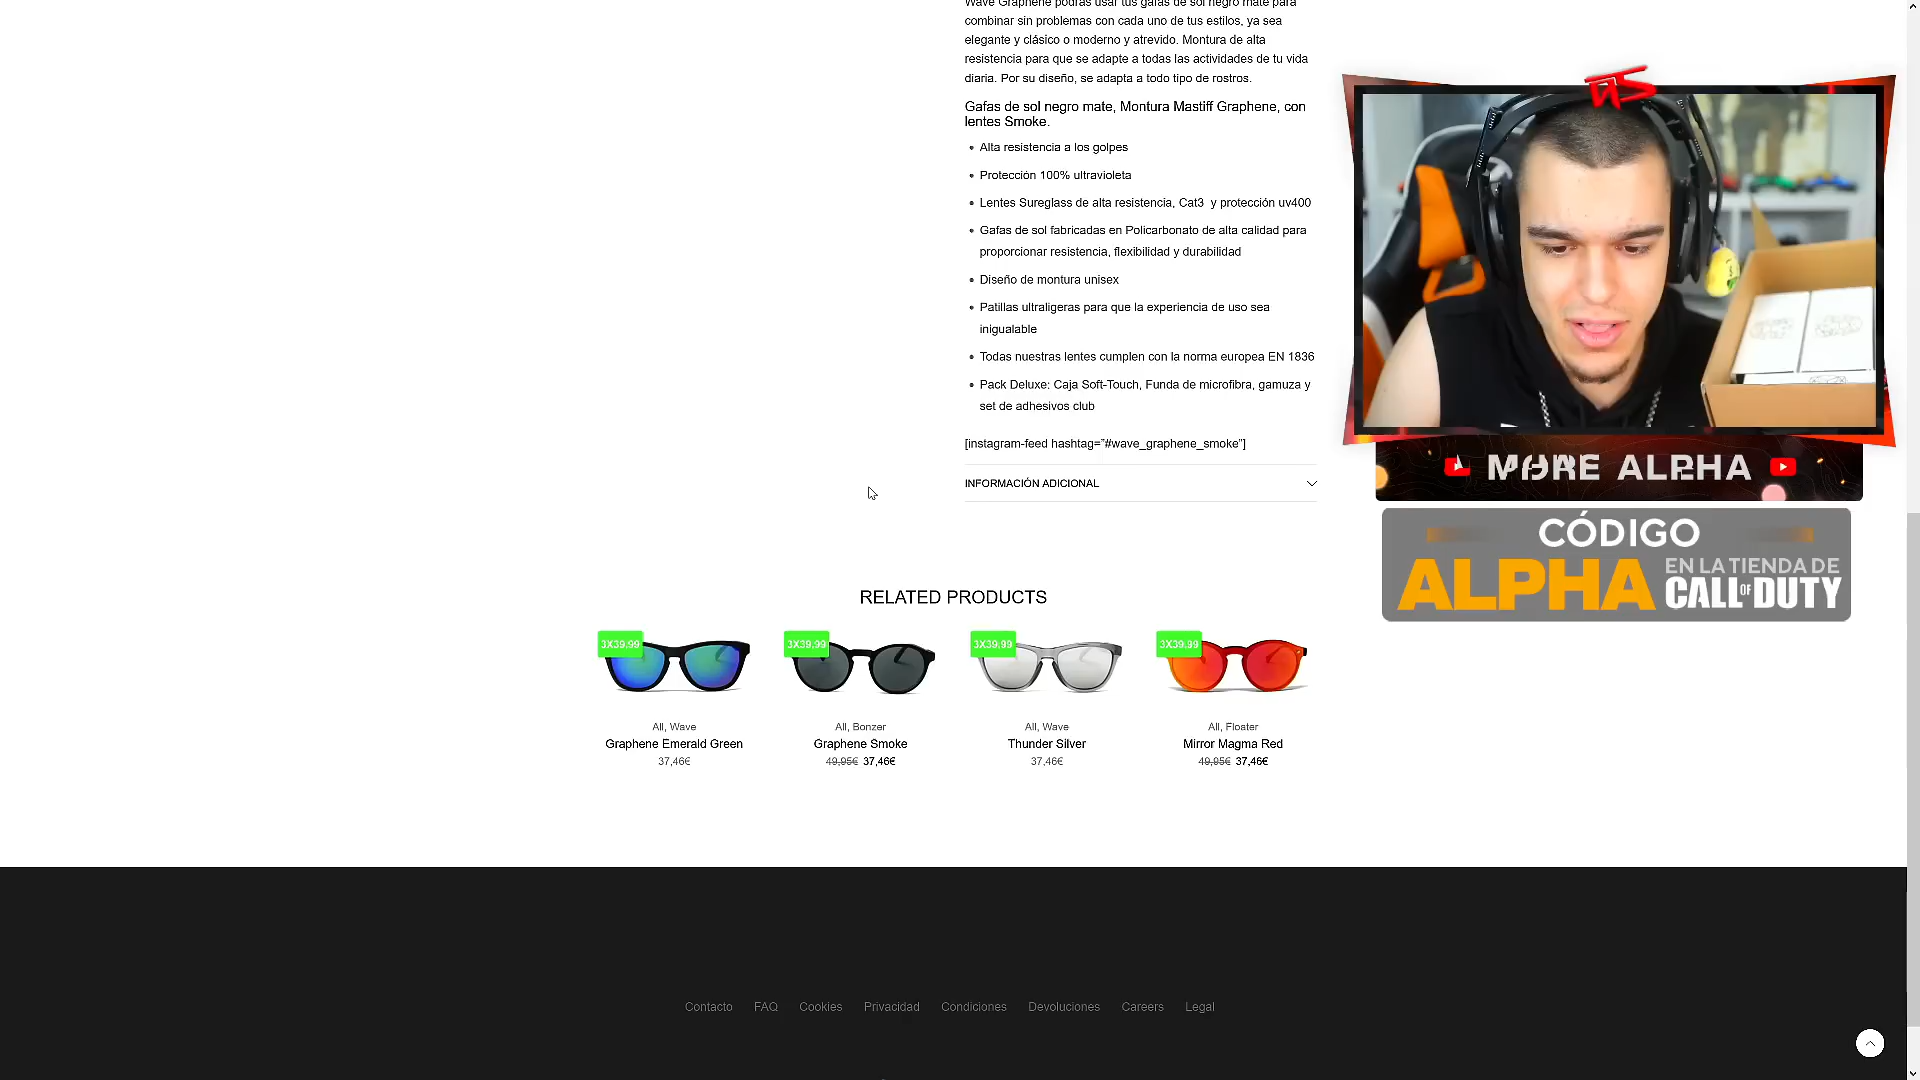 Wave Graphene podrás usar tus gafas de sol negro mate para
combinar sin problemas con cada uno de tus estilos, ya sea
elegante y clásico o moderno y atrevido. Montura de alta
resistencia para que se adapte a todas las actividades de tu vida
diaria. Por su diseño, se adapta a todo tipo de rostros.
Gafas de sol negro mate, Montura Mastiff Graphene, con
lentes Smoke.
Alta resistencia a los golpes
Protección 100% ultravioleta
Lentes Sureglass de alta resistencia, Cat3 y protección uv400
Gafas de sol fabricadas en Policarbonato de alta calidad para
proporcionar resistencia, flexibilidad y durabilidad
Diseño de montura unisex
Patillas ultraligeras para que la experiencia de uso sea
inigualable
Todas nuestras lentes cumplen con la norma europea EN 1836
Pack Deluxe: Caja Soft-Touch, Funda de microfibra, gamuza y
set de adhesivos club
[instagram-feed hashtag="#wave_graphene_smoke"]
INFORMACIÓN ADICIONAL
MORE ALPHA
CÓDIGO
ALPHA EN LA TIENDA DE
CALL OF DUTY
RELATED PRODUCTS
3X39,99 3X39,99 3X39,99 3X39,99
All, Wave All, Bonzer All, Wave All, Floater
Graphene Emerald Green Graphene Smoke Thunder Silver Mirror Magma Red
37,46€ 49,95€ 37,46€ 37,46€ 49,95€ 37,46€
Contacto FAQ Cookies Privacidad Condiciones Devoluciones Careers Legal